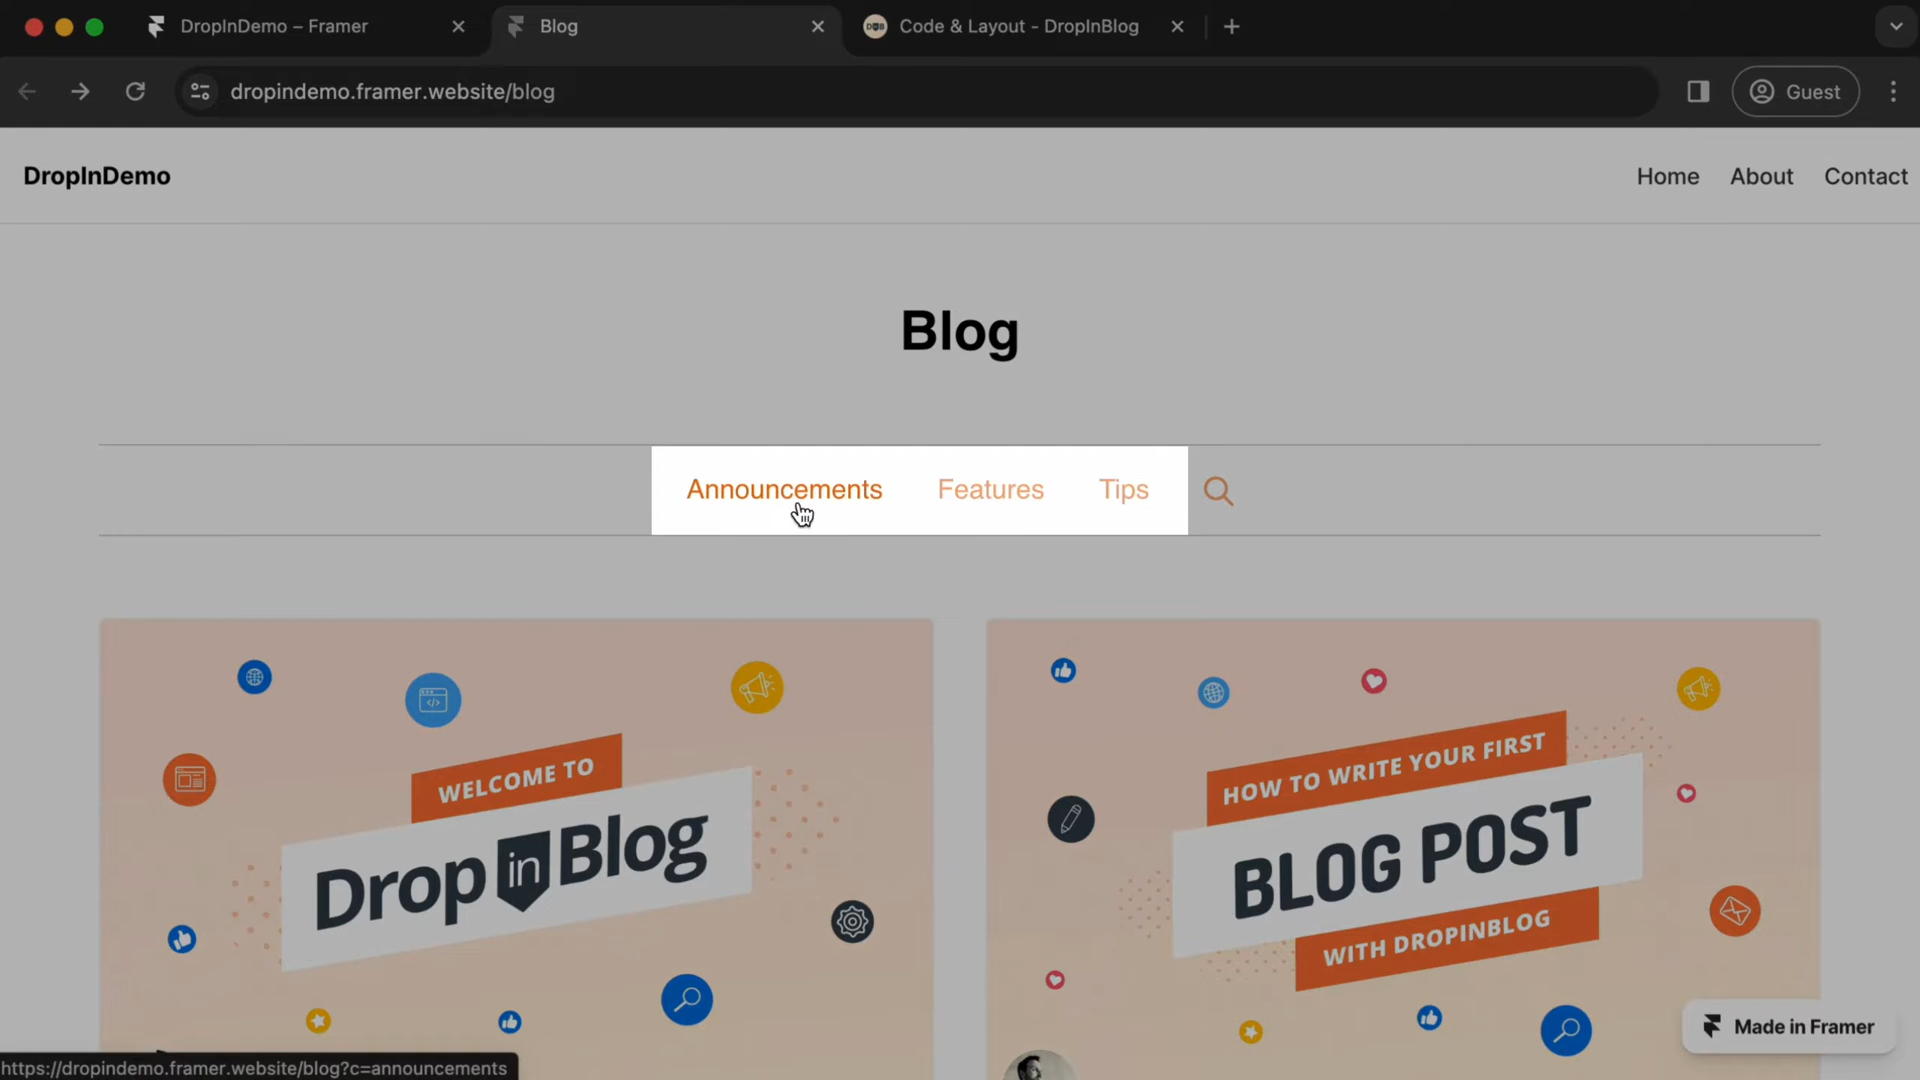 DropInDemo – Framer
Blog
Code & Layout - DropInBlog
dropindemo.framer.website/blog
Guest
DropInDemo
Home About Contact
Blog
Announcements Features Tips
WELCOME TO
Drop in Blog
HOW TO WRITE YOUR FIRST
BLOG POST
WITH DROPINBLOG
Made in Framer
https://dropindemo.framer.website/blog?c=announcements